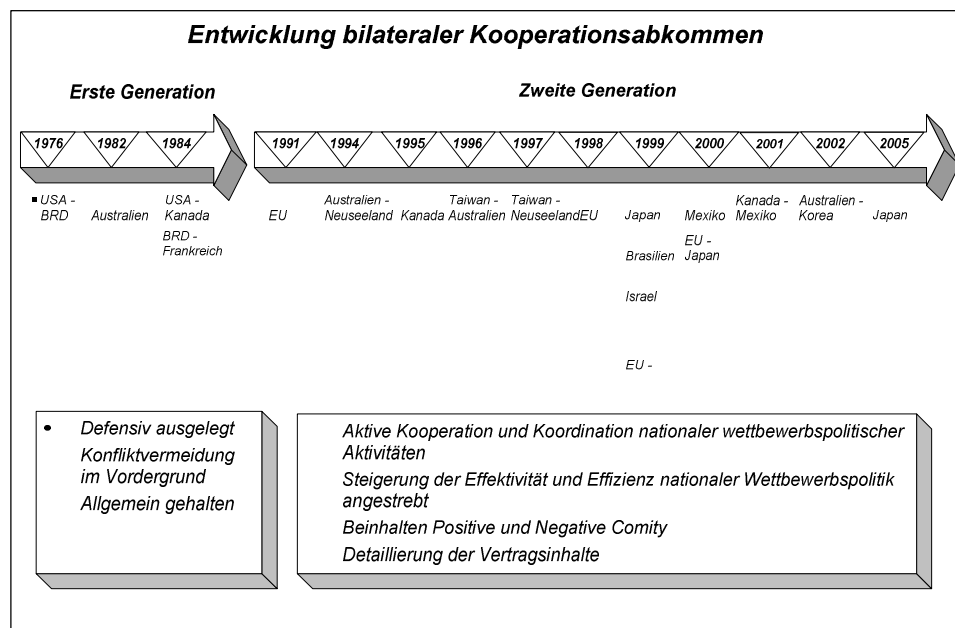 Entwicklung bilateraler Kooperationsabkommen
Erste Generation
Zweite Generation
1976 1982 1984
1991 1994 1995 1996 1997 1998 1999 2000 2001 2002 2005
USA -
BRD
Australien
USA -
Kanada
BRD -
Frankreich
EU
Australien -
Neuseeland
Kanada
Taiwan -
Australien
Taiwan -
Neuseeland
EU
Japan
Brasilien
Israel
EU -
Mexiko
EU -
Japan
Kanada -
Mexiko
Australien -
Korea
Japan
• Defensiv ausgelegt
Konfliktvermeidung
im Vordergrund
Allgemein gehalten
Aktive Kooperation und Koordination nationaler wettbewerbspolitischer
Aktivitäten
Steigerung der Effektivität und Effizienz nationaler Wettbewerbspolitik
angestrebt
Beinhalten Positive und Negative Comity
Detaillierung der Vertragsinhalte